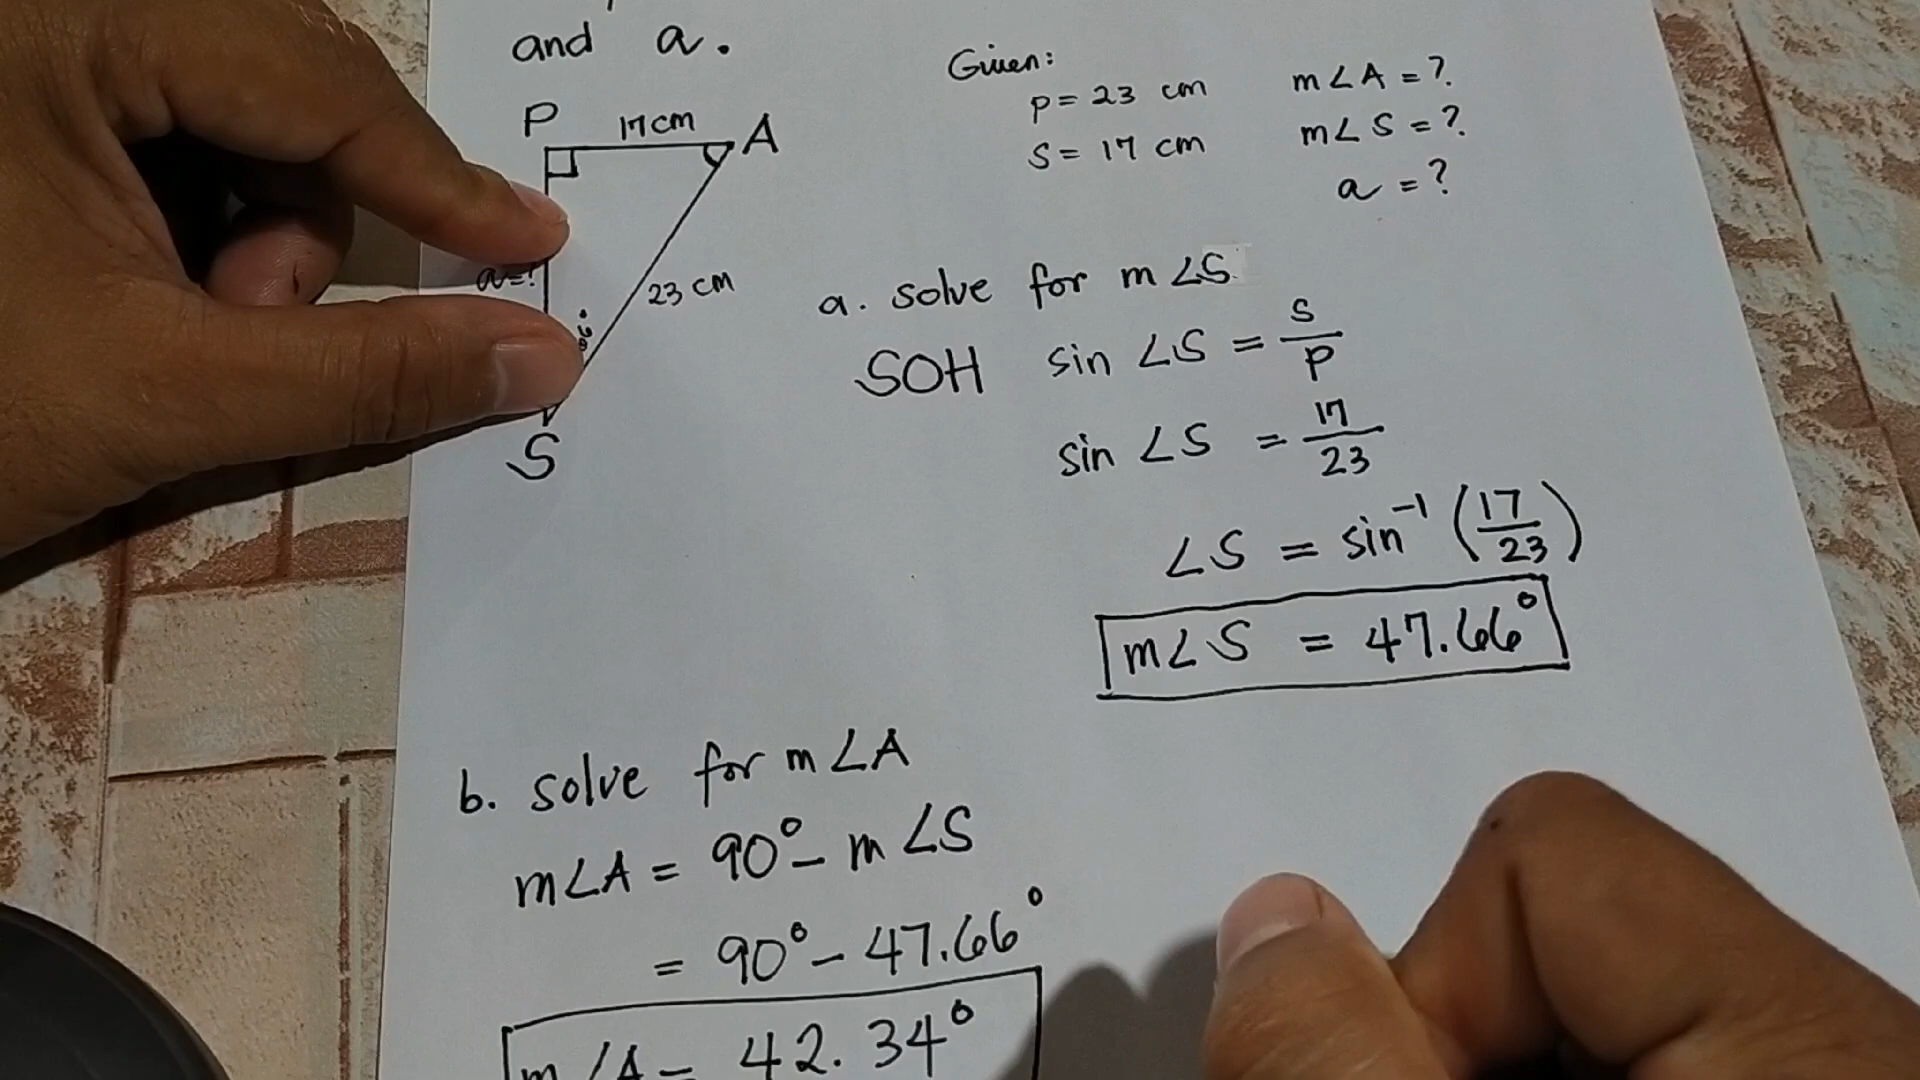 and a.
P 17cm A
a=?
23 cm
S
Given:
p = 23 cm
s = 17 cm
m∠A = ?
m∠S = ?
a = ?
a. solve for m∠S
SOH sin ∠S = s/p
sin ∠S = 17/23
∠S = sin⁻¹ (17/23)
m∠S = 47.66°
b. solve for m∠A
m∠A = 90° - m∠S
= 90° - 47.66°
m∠A = 42.34°